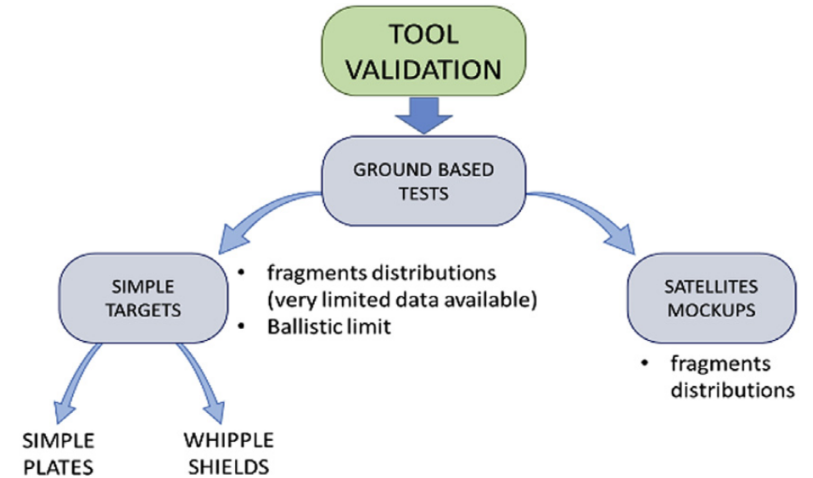 TOOL
VALIDATION
GROUND BASED
TESTS
SIMPLE
TARGETS
• fragments distributions
(very limited data available)
• Ballistic limit
SATELLITES
MOCKUPS
• fragments
distributions
SIMPLE
PLATES
WHIPPLE
SHIELDS